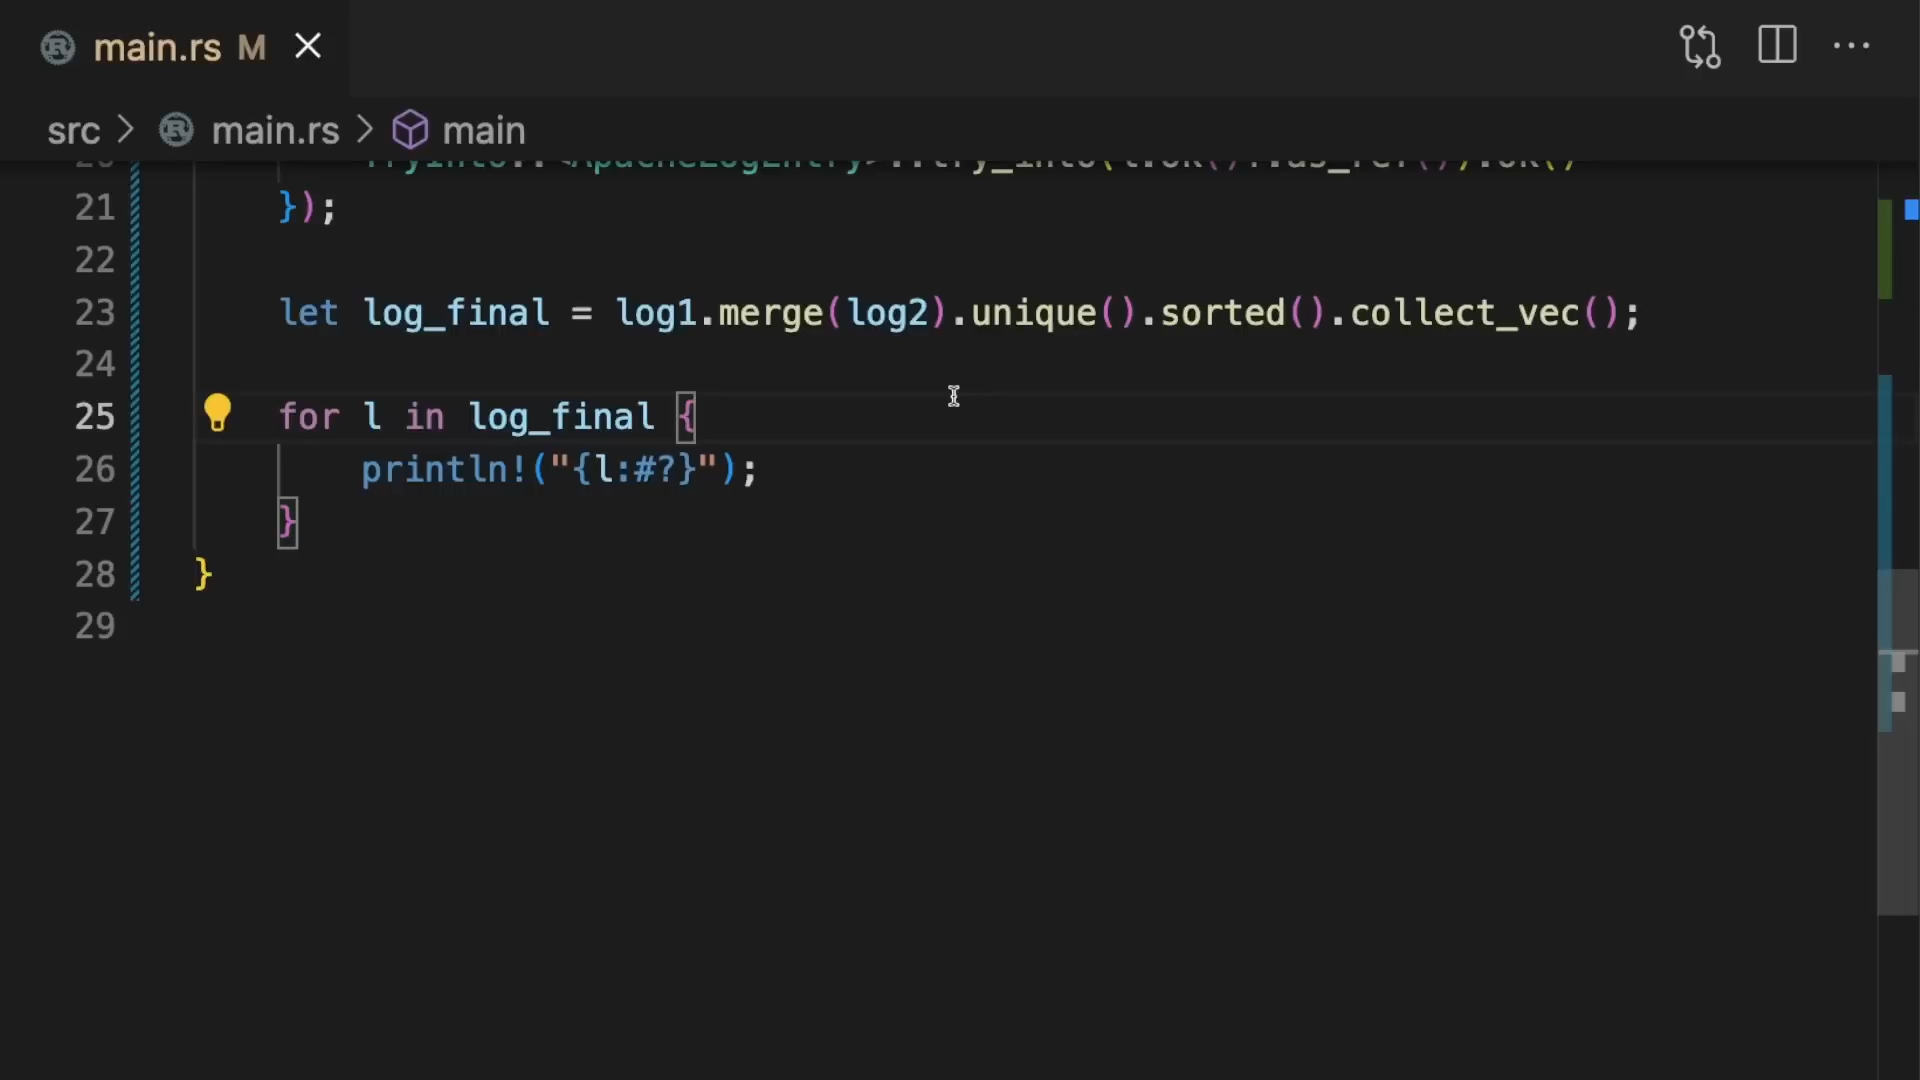 main.rs M
src > main.rs > main
21 });
22
23 let log_final = log1.merge(log2).unique().sorted().collect_vec();
24
25 for l in log_final {
26 println!("{l:#?}");
27 }
28 }
29